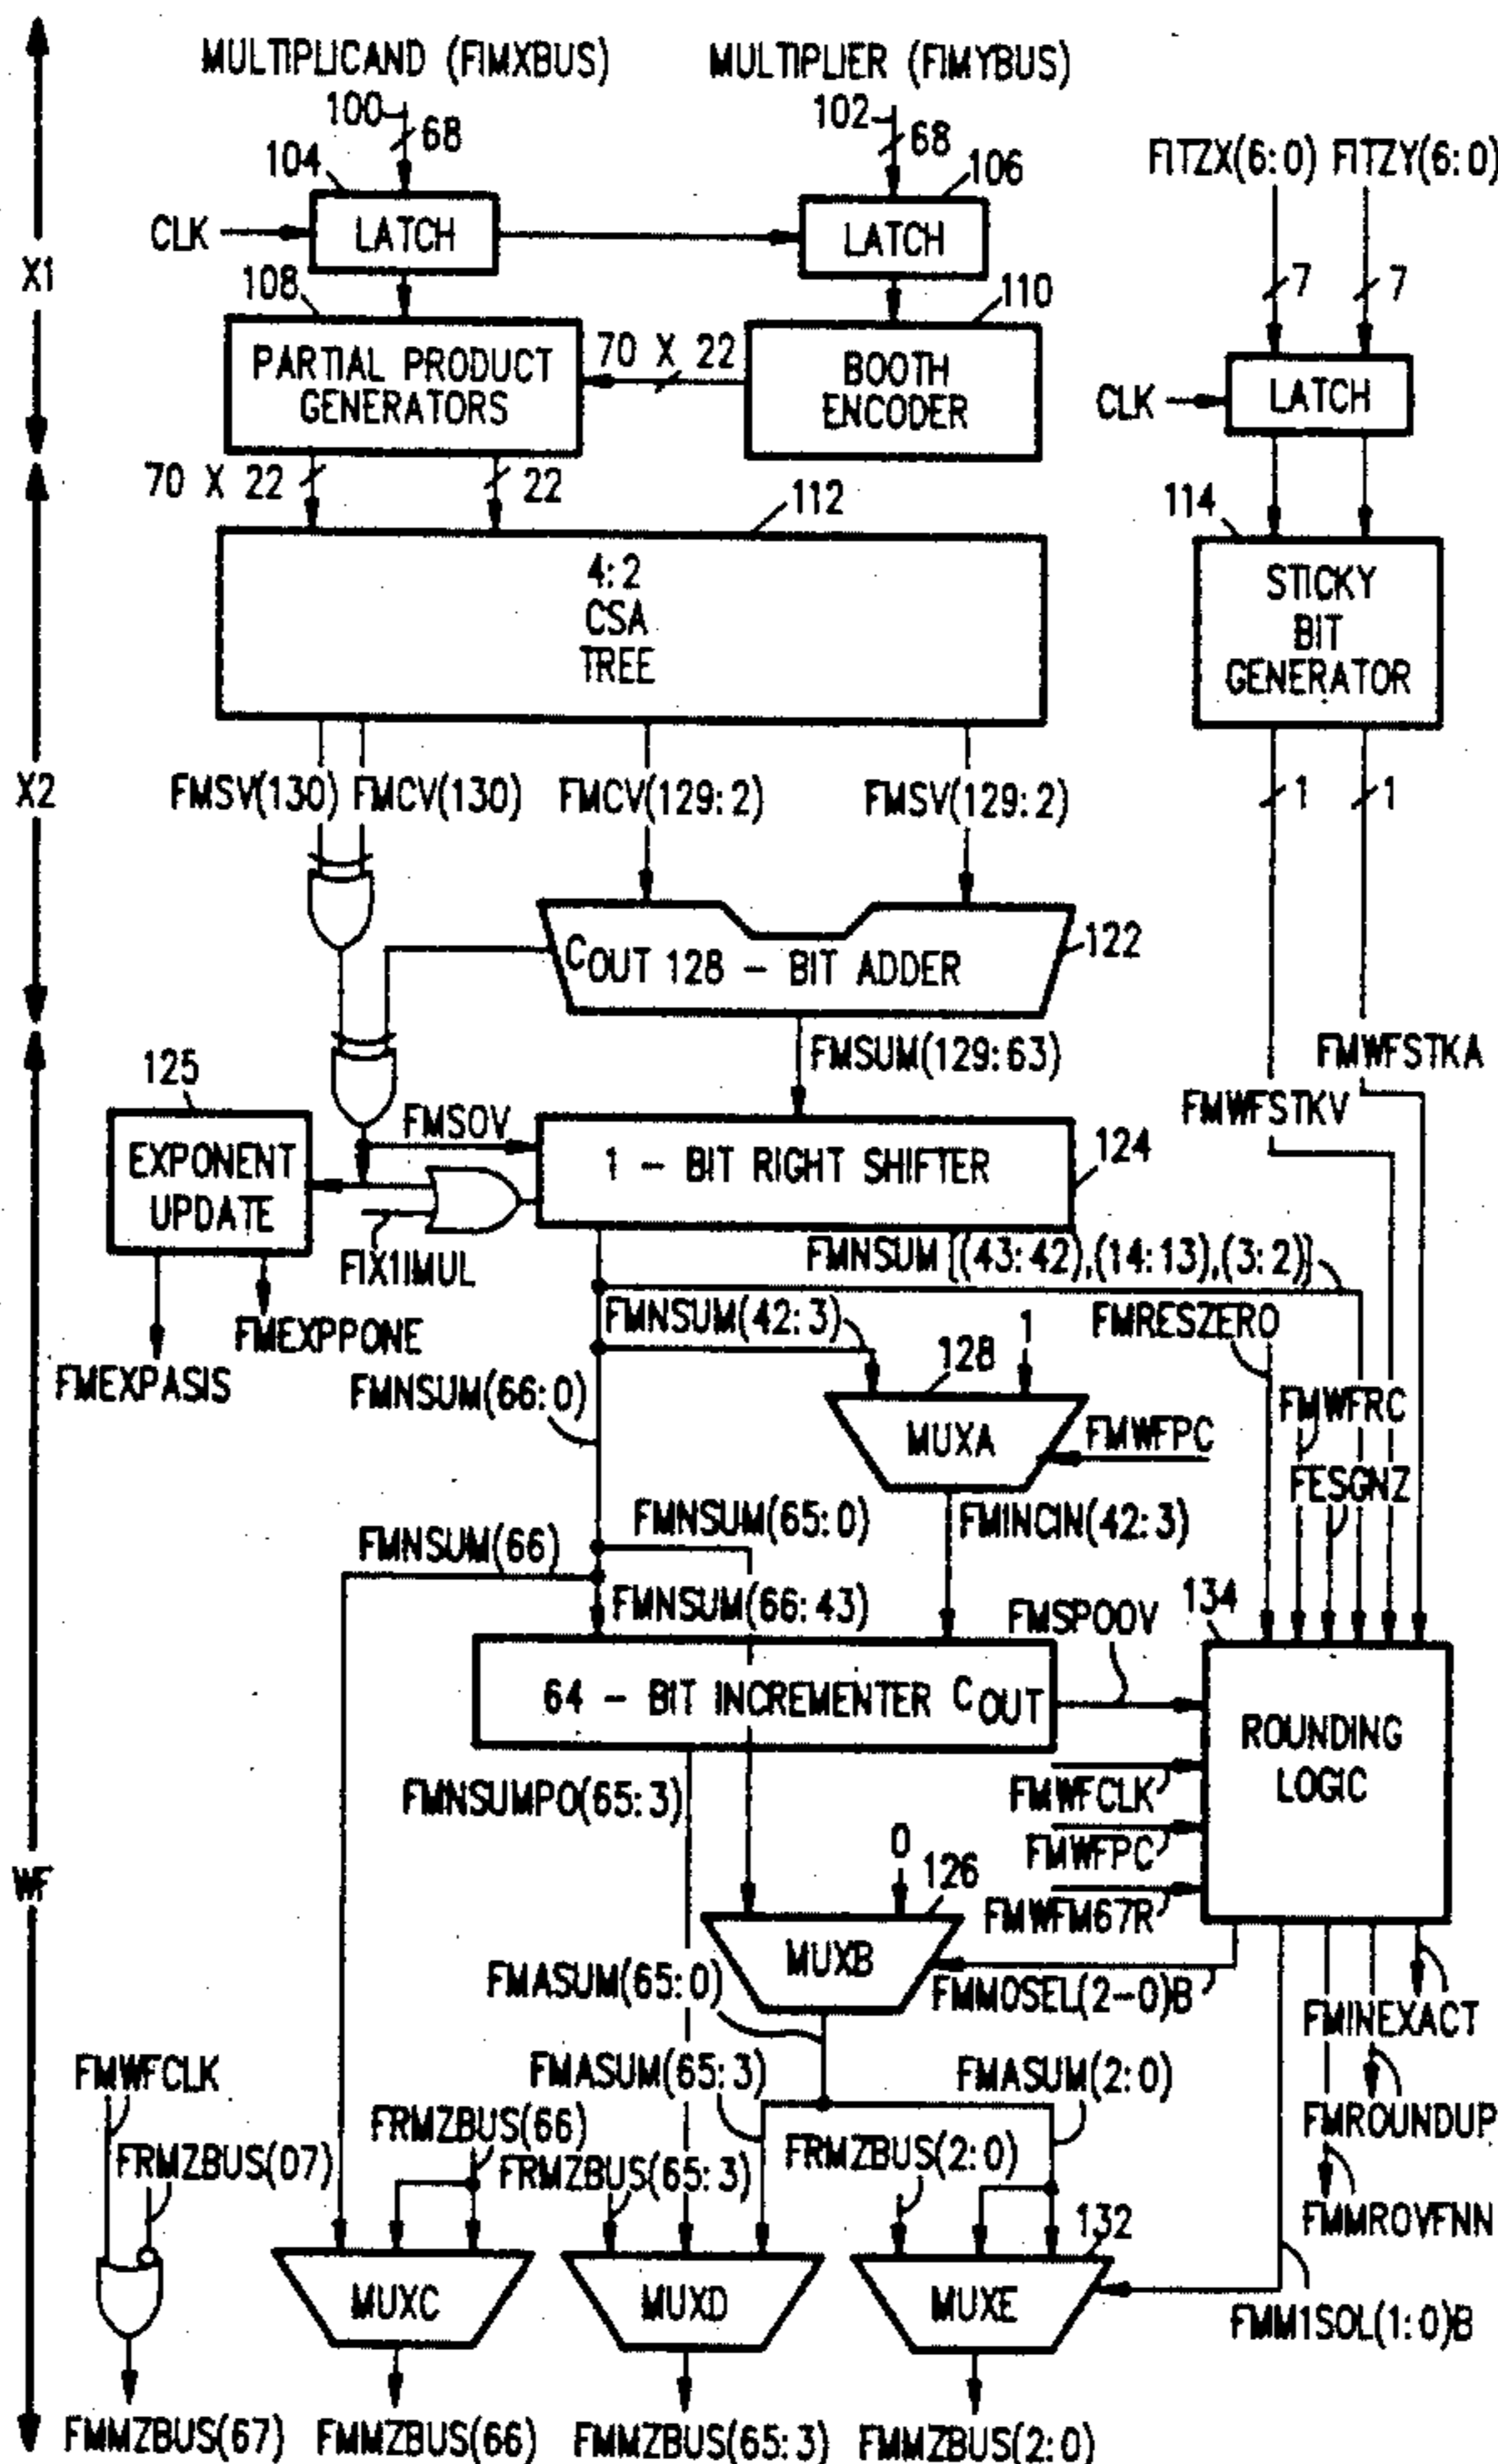 MULTIPLICAND (FIMXBUS)
MULTIPLIER (FIMYBUS)
100
68
102
68
FITZX(6:0) FITZY(6:0)
104
106
CLK
LATCH
LATCH
X1
7
7
108
110
PARTIAL PRODUCT
GENERATORS
70 X 22
BOOTH
ENCODER
CLK
LATCH
70 X 22
22
112
114
4:2
CSA
TREE
STICKY
BIT
GENERATOR
X2
FMSV(130)
FMCV(130)
FMCV(129:2)
FMSV(129:2)
1
1
COUT 128 - BIT ADDER
122
FMSUM(129:63)
FMWFSTKA
FMWFSTKV
125
EXPONENT
UPDATE
FMSOV
1 - BIT RIGHT SHIFTER
124
FIX1IMUL
FMNSUM [(43:42),(14:13),(3:2)]
FMEXPPONE
FMEXPASIS
FMNSUM(42:3)
FMRESZERO
1
128
FMNSUM(66:0)
MUXA
FMWFPC
FMWFRC
FESGNZ
FMNSUM(65:0)
FMINCIN(42:3)
FMNSUM(66)
FMNSUM(66:43)
FMSPOOV
134
64 - BIT INCREMENTER COUT
ROUNDING
LOGIC
FMNSUMPO(65:3)
FMWFCLK
FMWFPC
FMWFM67R
WF
0
126
MUXB
FMASUM(65:0)
FMMOSEL(2-0)B
FMINEXACT
FMROUNDUP
FMMROVFNN
FMWFCLK
FMASUM(65:3)
FMASUM(2:0)
FRMZBUS(66)
FRMZBUS(07)
FRMZBUS(65:3)
FRMZBUS(2:0)
132
MUXC
MUXD
MUXE
FMM1SOL(1:0)B
FMMZBUS(67)
FMMZBUS(66)
FMMZBUS(65:3)
FMMZBUS(2:0)